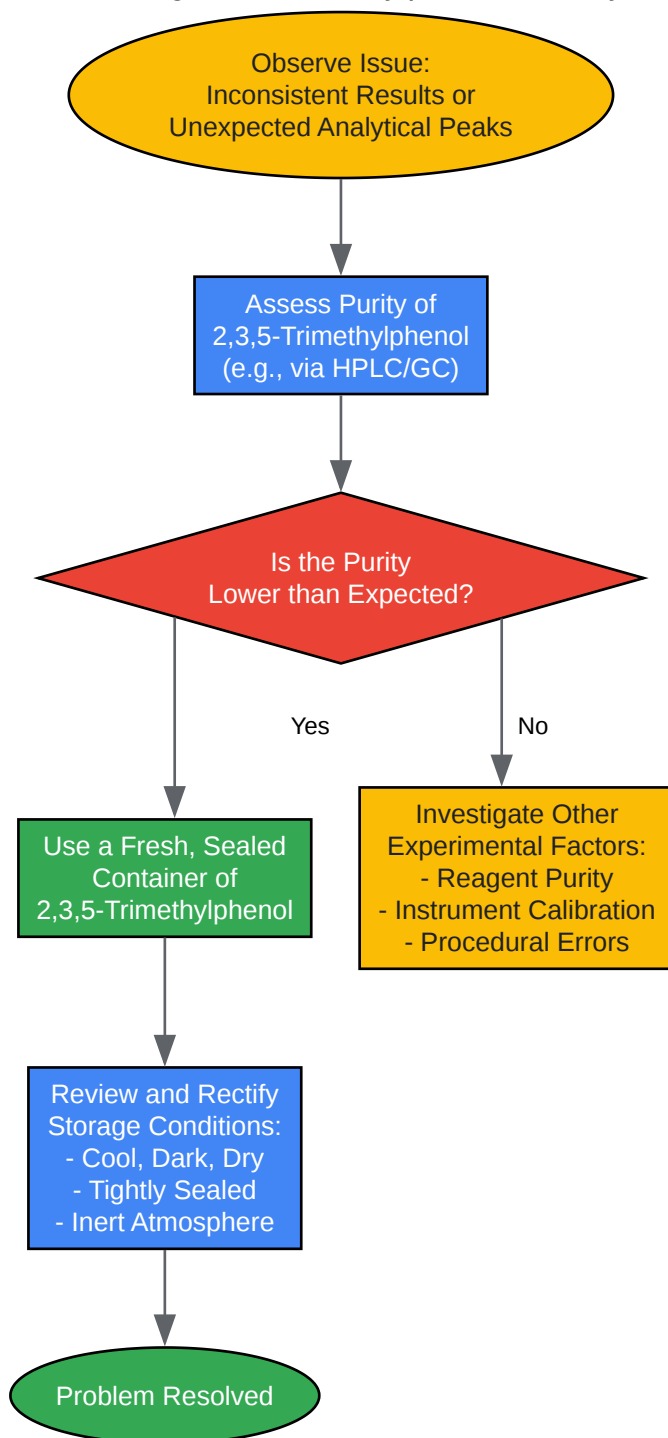 Observe Issue:
Inconsistent Results or
Unexpected Analytical Peaks
Assess Purity of
2,3,5-Trimethylphenol
(e.g., via HPLC/GC)
Is the Purity
Lower than Expected?
Yes
No
Use a Fresh, Sealed
Container of
2,3,5-Trimethylphenol
Investigate Other
Experimental Factors:
- Reagent Purity
- Instrument Calibration
- Procedural Errors
Review and Rectify
Storage Conditions:
- Cool, Dark, Dry
- Tightly Sealed
- Inert Atmosphere
Problem Resolved